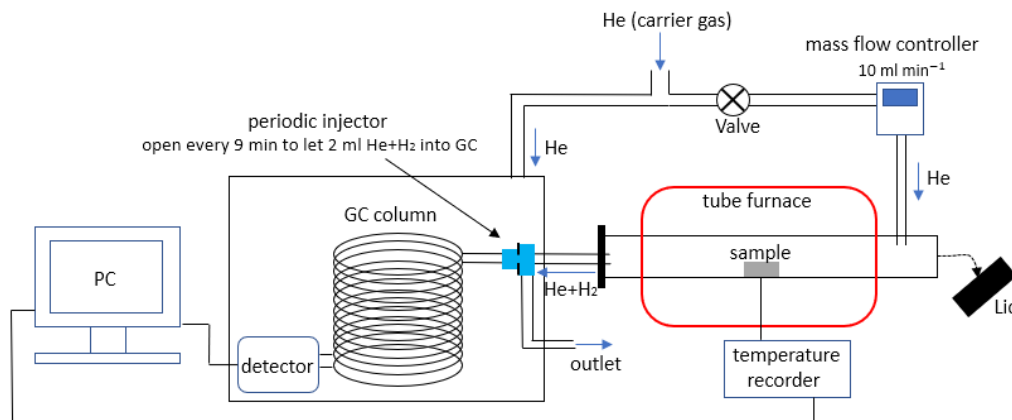 He (carrier gas)
mass flow controller
10 ml min⁻¹
Valve
periodic injector
open every 9 min to let 2 ml He+H₂ into GC
He
He
tube furnace
GC column
sample
PC
He+H₂
Lid
outlet
detector
temperature
recorder